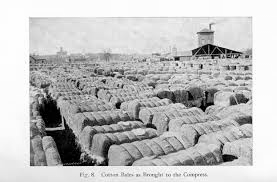 Fig. 8. Cotton Bales as Brought to the Compress.